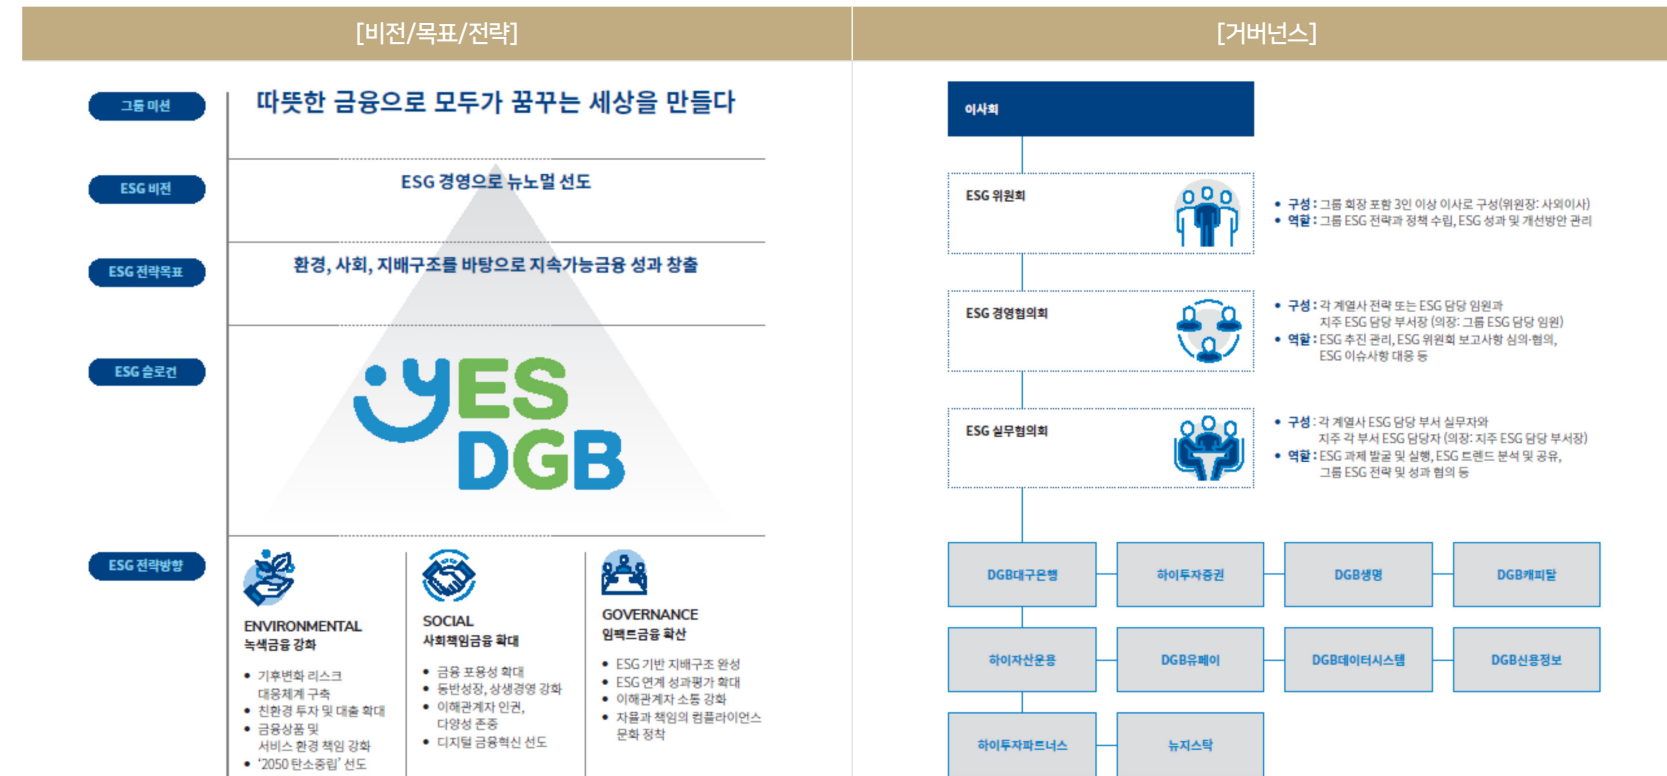 [비전/목표/전략]
그룹 미션
따뜻한 금융으로 모두가 꿈꾸는 세상을 만들다
ESG 비전
ESG 경영으로 뉴노멀 선도
ESG 전략목표
환경, 사회, 지배구조를 바탕으로 지속가능금융 성과 창출
ESG 슬로건
YES
DGB
ESG 전략방향
ENVIRONMENTAL
녹색금융 강화
• 기후변화 리스크
대응체계 구축
• 친환경 투자 및 대출 확대
• 금융상품 및
서비스 환경 책임 강화
• ‘2050 탄소중립’ 선도
SOCIAL
사회책임금융 확대
• 금융 포용성 확대
• 동반성장, 상생경영 강화
• 이해관계자 인권,
다양성 존중
• 디지털 금융혁신 선도
GOVERNANCE
임팩트금융 확산
• ESG 기반 지배구조 완성
• ESG 연계 성과평가 확대
• 이해관계자 소통 강화
• 자율과 책임의 컴플라이언스
문화 정착
[거버넌스]
이사회
ESG 위원회
• 구성 : 그룹 회장 포함 3인 이상 이사로 구성(위원장: 사외이사)
• 역할 : 그룹 ESG 전략과 정책 수립, ESG 성과 및 개선방안 관리
ESG 경영협의회
• 구성 : 각 계열사 전략 또는 ESG 담당 임원과
지주 ESG 담당 부서장 (의장: 그룹 ESG 담당 임원)
• 역할 : ESG 추진 관리, ESG 위원회 보고사항 심의·협의,
ESG 이슈사항 대응 등
ESG 실무협의회
• 구성 : 각 계열사 ESG 담당 부서 실무자와
지주 각 부서 ESG 담당자 (의장: 지주 ESG 담당 부서장)
• 역할 : ESG 과제 발굴 및 실행, ESG 트렌드 분석 및 공유,
그룹 ESG 전략 및 성과 협의 등
DGB대구은행
하이투자증권
DGB생명
DGB캐피탈
하이자산운용
DGB유페이
DGB데이터시스템
DGB신용정보
하이투자파트너스
뉴지스탁